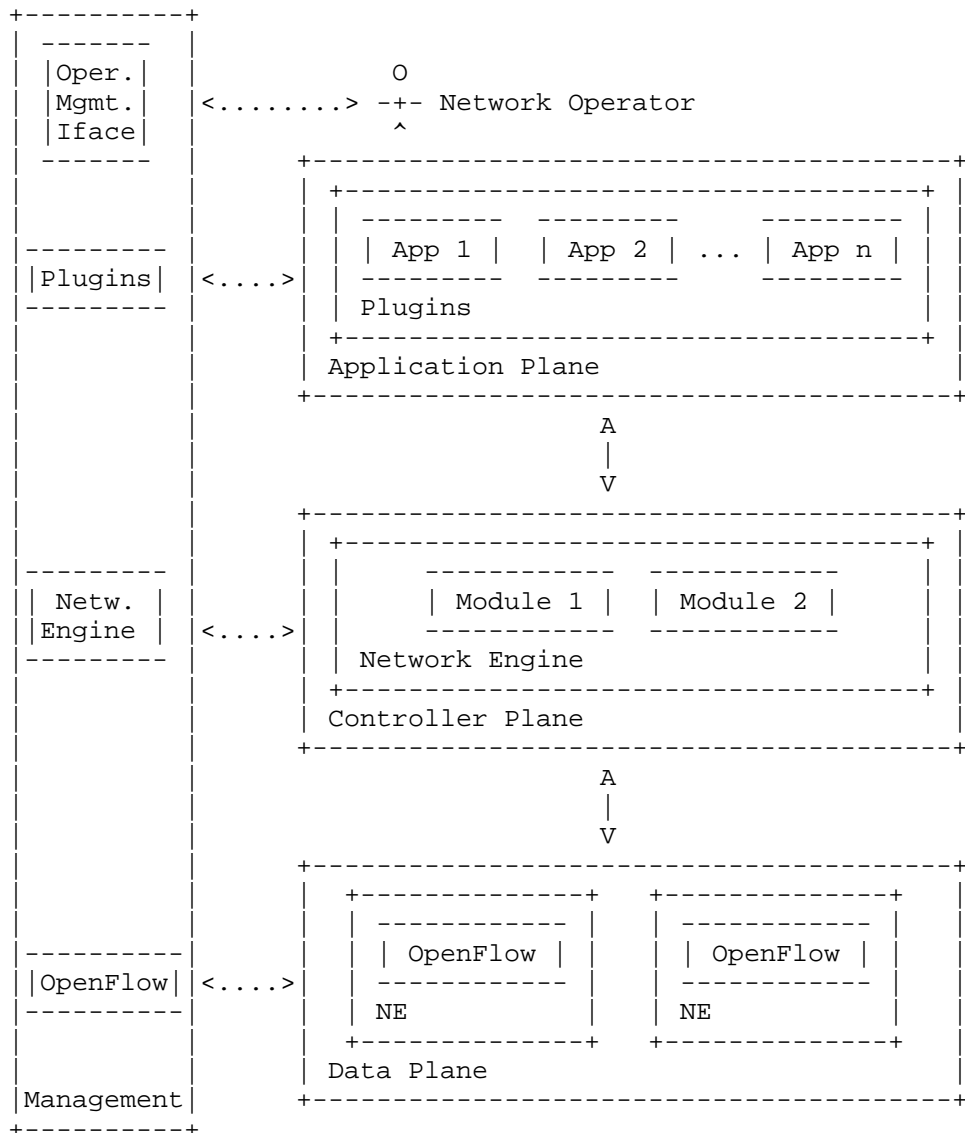 Oper.
Mgmt.
Iface
O
<........> -+- Network Operator
^
App 1 App 2 ... App n
Plugins <....>
Plugins
Application Plane
A
V
Module 1 Module 2
Netw.
Engine <....>
Network Engine
Controller Plane
A
V
OpenFlow OpenFlow
OpenFlow <....>
NE NE
Data Plane
Management